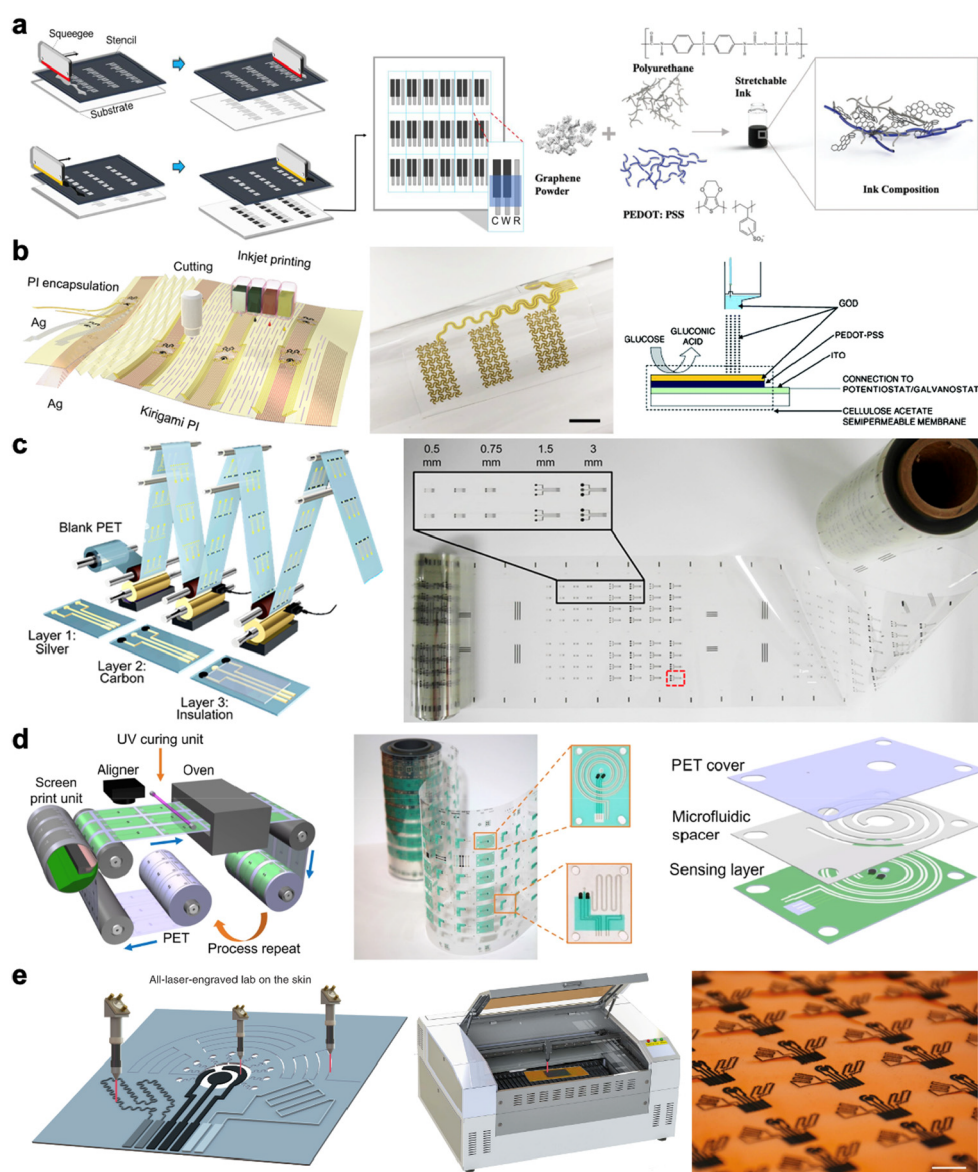 a
Squeegee
Stencil
Substrate
C W R
Graphene
Powder
Polyurethane
PEDOT: PSS
Stretchable
Ink
Ink Composition
b
PI encapsulation
Cutting
Inkjet printing
Ag
Ag
Kirigami PI
GLUCOSE
GLUCONIC
ACID
GOD
PEDOT-PSS
ITO
CONNECTION TO
POTENTIOSTAT/GALVANOSTAT
CELLULOSE ACETATE
SEMIPERMEABLE MEMBRANE
c
Blank PET
Layer 1:
Silver
Layer 2:
Carbon
Layer 3:
Insulation
0.5
mm
0.75
mm
1.5
mm
3
mm
d
UV curing unit
Screen
print unit
Aligner
Oven
PET
Process repeat
PET cover
Microfluidic
spacer
Sensing layer
e
All-laser-engraved lab on the skin